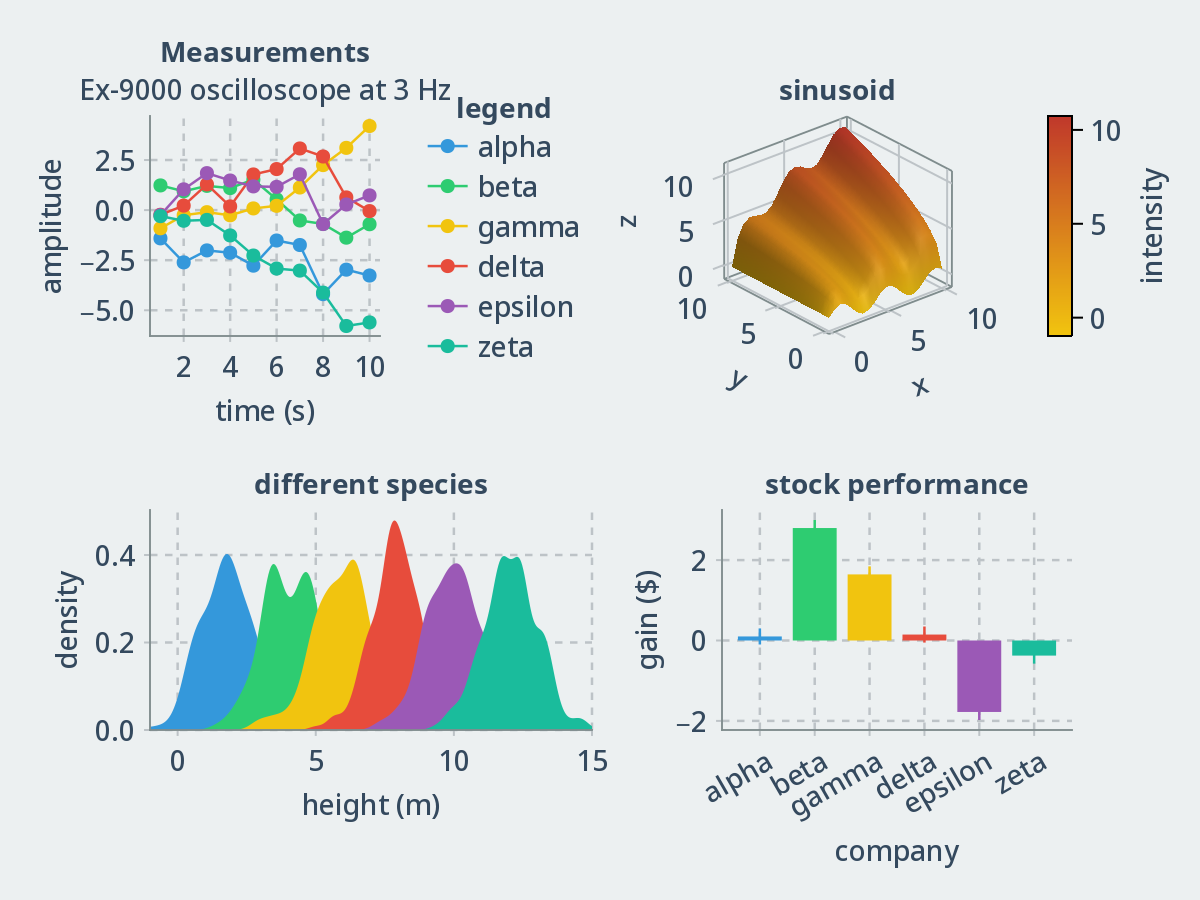 Measurements
Ex-9000 oscilloscope at 3 Hz
amplitude
2.5
0.0
−2.5
−5.0
2 4 6 8 10
time (s)
legend
alpha
beta
gamma
delta
epsilon
zeta
sinusoid
z
10
5
0
10
5
0
y
0
5
10
x
10
5
0
intensity
different species
density
0.4
0.2
0.0
0 5 10 15
height (m)
stock performance
gain ($)
2
0
−2
alpha beta gamma delta epsilon zeta
company